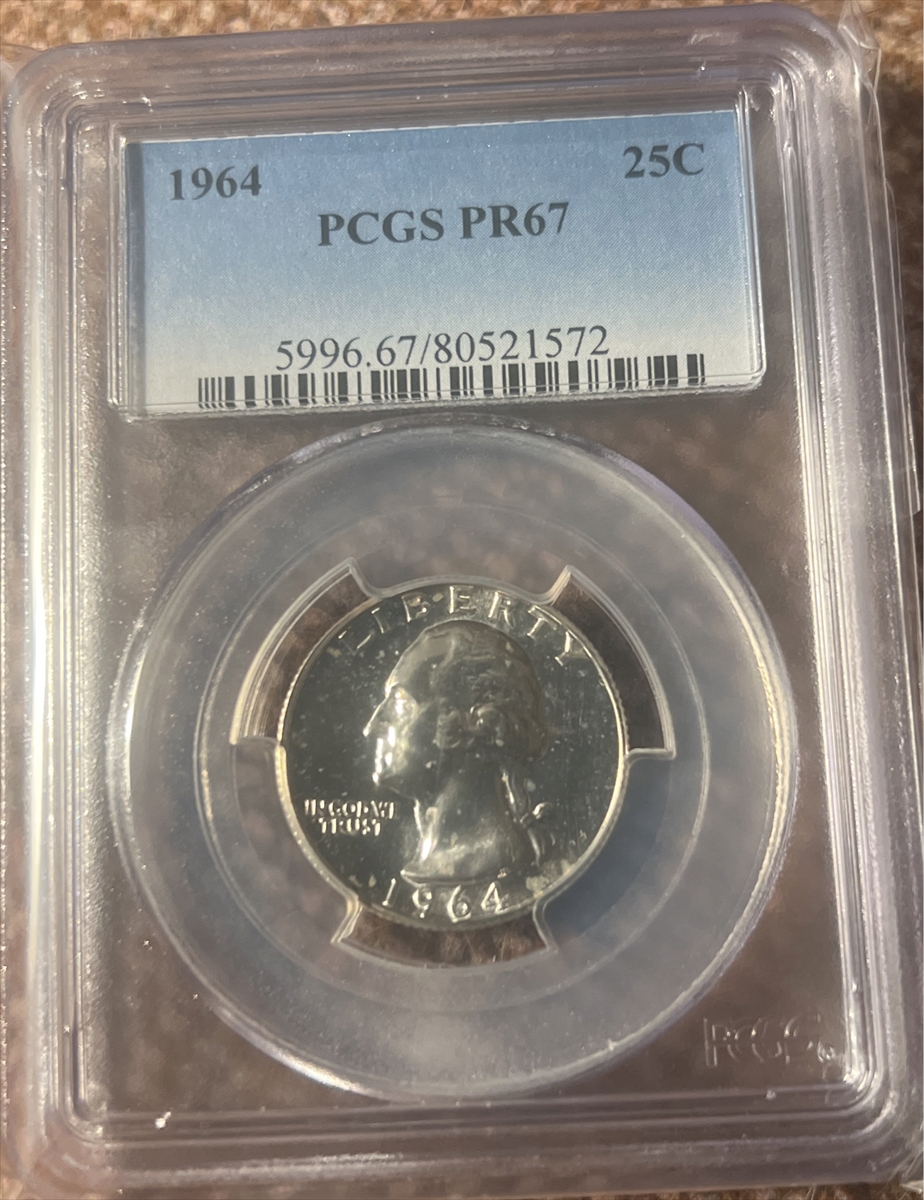 1964 25C
PCGS PR67
5996.67/80521572
LIBERTY
IN GOD WE
TRUST
1964
PCGS